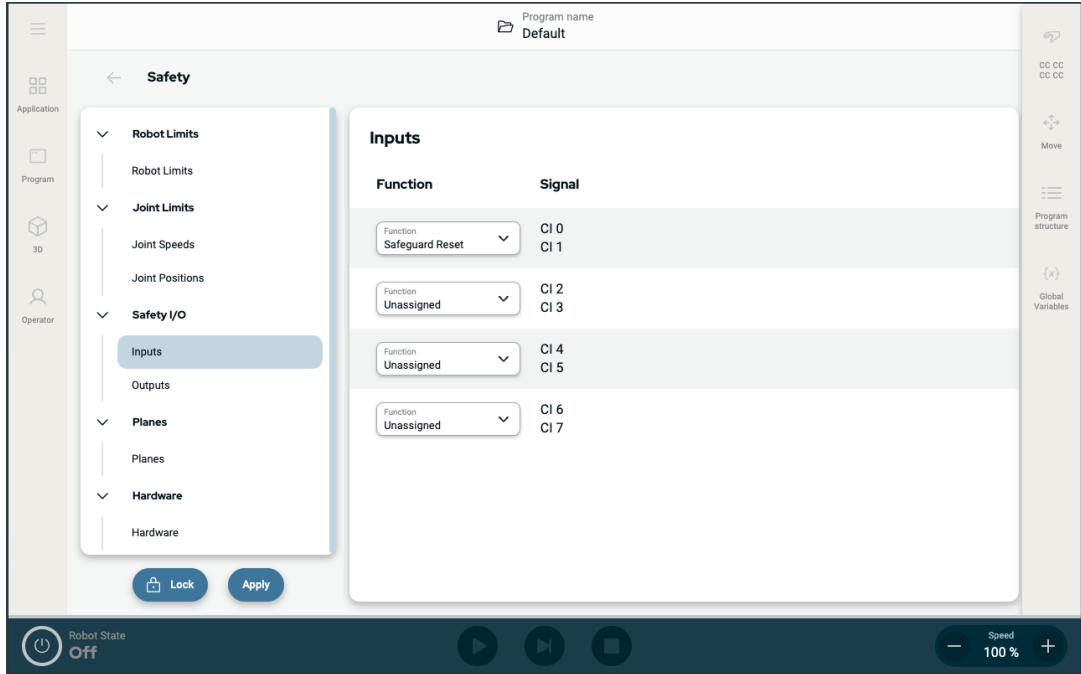 Program name
Default
Application
Program
3D
Operator
Safety
Robot Limits
Robot Limits
Joint Limits
Joint Speeds
Joint Positions
Safety I/O
Inputs
Outputs
Planes
Planes
Hardware
Hardware
Lock
Apply
Inputs
Function Signal
Function
Safeguard Reset
CI 0
CI 1
Function
Unassigned
CI 2
CI 3
Function
Unassigned
CI 4
CI 5
Function
Unassigned
CI 6
CI 7
CC CC
CC CC
Move
Program
structure
{x}
Global
Variables
Robot State
Off
Speed
100 %